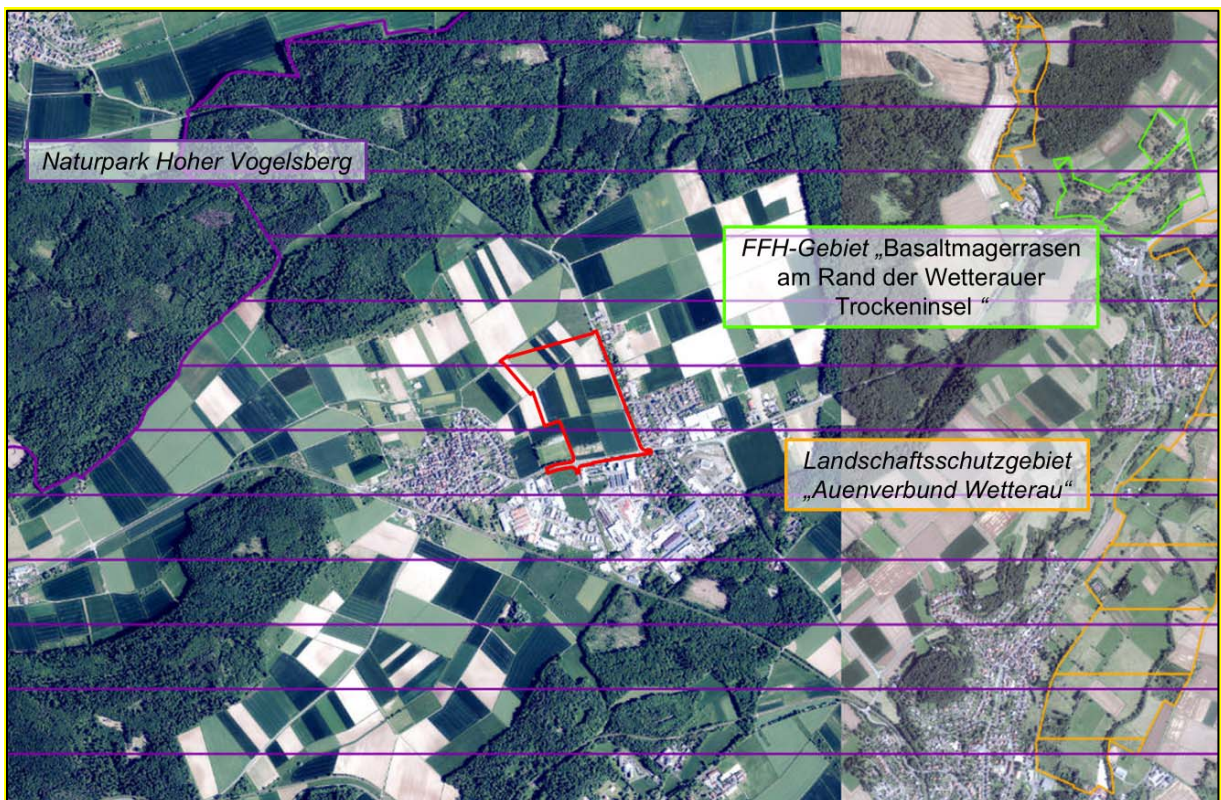 Naturpark Hoher Vogelsberg
FFH-Gebiet „Basaltmagerrasen
am Rand der Wetterauer
Trockeninsel “
Landschaftsschutzgebiet
„Auenverbund Wetterau“